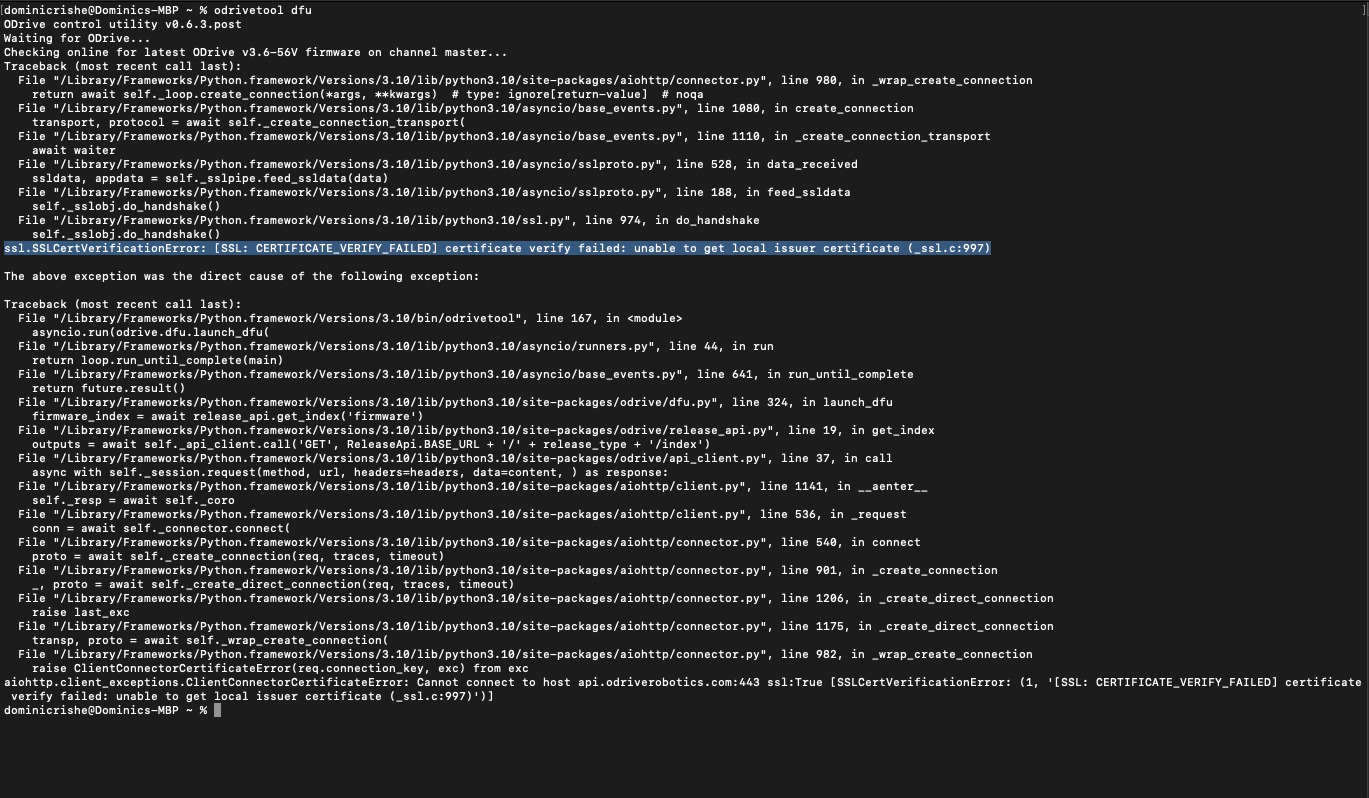 [dominicrishe@Dominics-MBP ~ % odrivetool dfu ]
ODrive control utility v0.6.3.post
Waiting for ODrive...
Checking online for latest ODrive v3.6-56V firmware on channel master...
Traceback (most recent call last):
  File "/Library/Frameworks/Python.framework/Versions/3.10/lib/python3.10/site-packages/aiohttp/connector.py", line 980, in _wrap_create_connection
    return await self._loop.create_connection(*args, **kwargs)  # type: ignore[return-value]  # noqa
  File "/Library/Frameworks/Python.framework/Versions/3.10/lib/python3.10/asyncio/base_events.py", line 1080, in create_connection
    transport, protocol = await self._create_connection_transport(
  File "/Library/Frameworks/Python.framework/Versions/3.10/lib/python3.10/asyncio/base_events.py", line 1110, in _create_connection_transport
    await waiter
  File "/Library/Frameworks/Python.framework/Versions/3.10/lib/python3.10/asyncio/sslproto.py", line 528, in data_received
    ssldata, appdata = self._sslpipe.feed_ssldata(data)
  File "/Library/Frameworks/Python.framework/Versions/3.10/lib/python3.10/asyncio/sslproto.py", line 188, in feed_ssldata
    self._sslobj.do_handshake()
  File "/Library/Frameworks/Python.framework/Versions/3.10/lib/python3.10/ssl.py", line 974, in do_handshake
    self._sslobj.do_handshake()
ssl.SSLCertVerificationError: [SSL: CERTIFICATE_VERIFY_FAILED] certificate verify failed: unable to get local issuer certificate (_ssl.c:997)
The above exception was the direct cause of the following exception:
Traceback (most recent call last):
  File "/Library/Frameworks/Python.framework/Versions/3.10/bin/odrivetool", line 167, in <module>
    asyncio.run(odrive.dfu.launch_dfu(
  File "/Library/Frameworks/Python.framework/Versions/3.10/lib/python3.10/asyncio/runners.py", line 44, in run
    return loop.run_until_complete(main)
  File "/Library/Frameworks/Python.framework/Versions/3.10/lib/python3.10/asyncio/base_events.py", line 641, in run_until_complete
    return future.result()
  File "/Library/Frameworks/Python.framework/Versions/3.10/lib/python3.10/site-packages/odrive/dfu.py", line 324, in launch_dfu
    firmware_index = await release_api.get_index('firmware')
  File "/Library/Frameworks/Python.framework/Versions/3.10/lib/python3.10/site-packages/odrive/release_api.py", line 19, in get_index
    outputs = await self._api_client.call('GET', ReleaseApi.BASE_URL + '/' + release_type + '/index')
  File "/Library/Frameworks/Python.framework/Versions/3.10/lib/python3.10/site-packages/odrive/api_client.py", line 37, in call
    async with self._session.request(method, url, headers=headers, data=content, ) as response:
  File "/Library/Frameworks/Python.framework/Versions/3.10/lib/python3.10/site-packages/aiohttp/client.py", line 1141, in __aenter__
    self._resp = await self._coro
  File "/Library/Frameworks/Python.framework/Versions/3.10/lib/python3.10/site-packages/aiohttp/client.py", line 536, in _request
    conn = await self._connector.connect(
  File "/Library/Frameworks/Python.framework/Versions/3.10/lib/python3.10/site-packages/aiohttp/connector.py", line 540, in connect
    proto = await self._create_connection(req, traces, timeout)
  File "/Library/Frameworks/Python.framework/Versions/3.10/lib/python3.10/site-packages/aiohttp/connector.py", line 901, in _create_connection
    _, proto = await self._create_direct_connection(req, traces, timeout)
  File "/Library/Frameworks/Python.framework/Versions/3.10/lib/python3.10/site-packages/aiohttp/connector.py", line 1206, in _create_direct_connection
    raise last_exc
  File "/Library/Frameworks/Python.framework/Versions/3.10/lib/python3.10/site-packages/aiohttp/connector.py", line 1175, in _create_direct_connection
    transp, proto = await self._wrap_create_connection(
  File "/Library/Frameworks/Python.framework/Versions/3.10/lib/python3.10/site-packages/aiohttp/connector.py", line 982, in _wrap_create_connection
    raise ClientConnectorCertificateError(req.connection_key, exc) from exc
aiohttp.client_exceptions.ClientConnectorCertificateError: Cannot connect to host api.odriverobotics.com:443 ssl:True [SSLCertVerificationError: (1, '[SSL: CERTIFICATE_VERIFY_FAILED] certificate
 verify failed: unable to get local issuer certificate (_ssl.c:997)')]
dominicrishe@Dominics-MBP ~ %